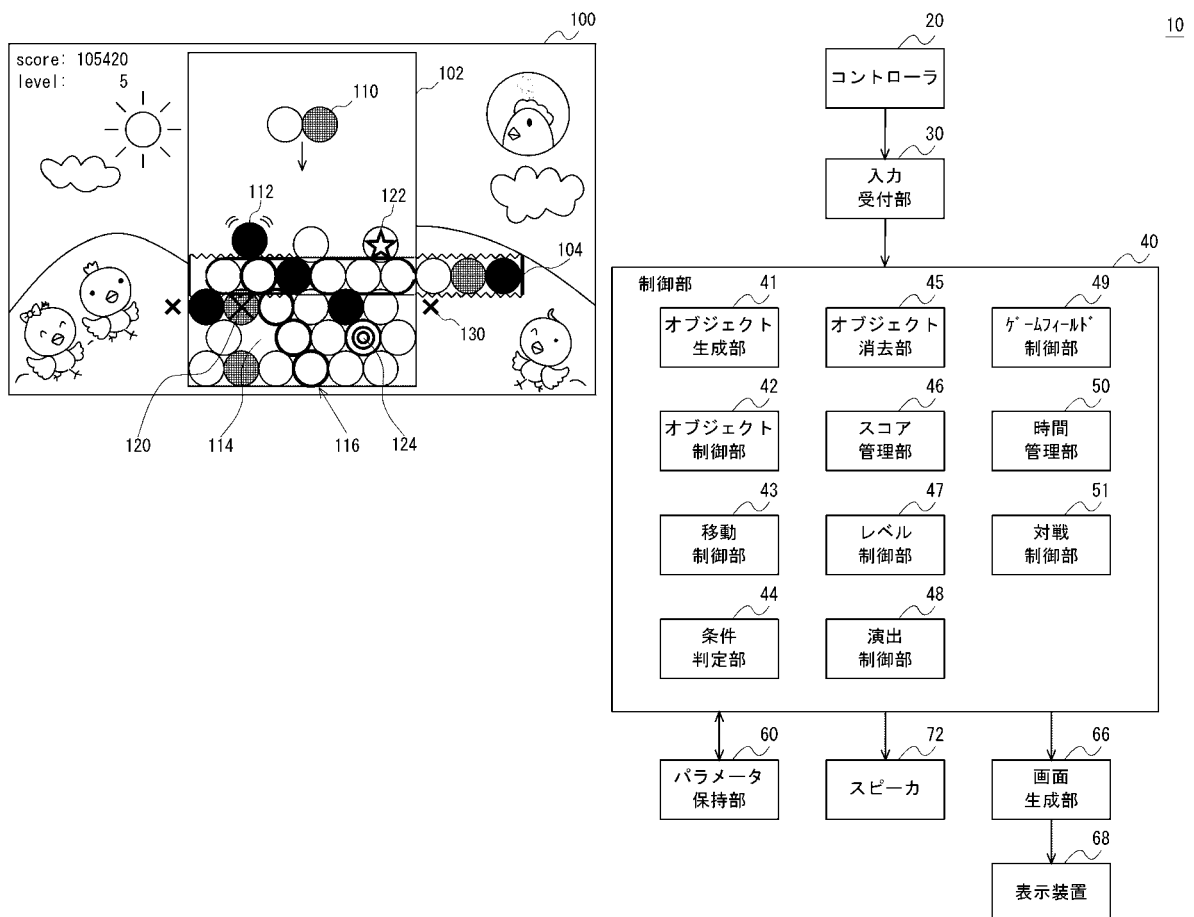 100
score: 105420
level: 5
102
110
112
122
104
130
120
114
116
124
10
20
コントローラ
30
入力
受付部
40
制御部
41
オブジェクト
生成部
45
オブジェクト
消去部
49
ゲームフィールド
制御部
42
オブジェクト
制御部
46
スコア
管理部
50
時間
管理部
43
移動
制御部
47
レベル
制御部
51
対戦
制御部
44
条件
判定部
48
演出
制御部
60
パラメータ
保持部
72
スピーカ
66
画面
生成部
68
表示装置